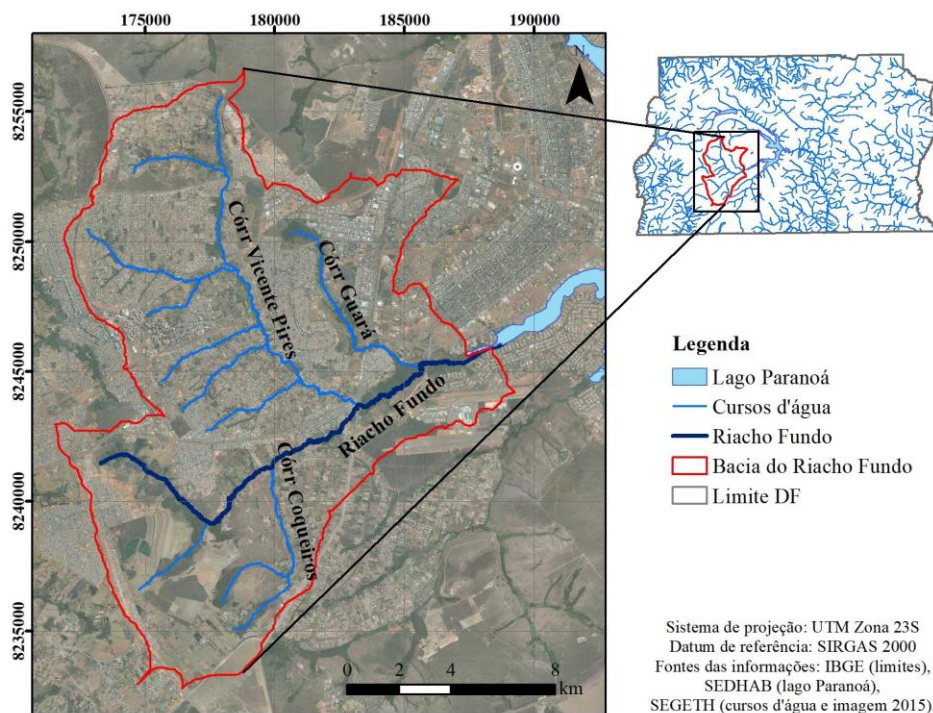 175000 180000 185000 190000
8255000
8250000
8245000
8240000
8235000
N
Córr Vicente Pires
Córr Guará
Riacho Fundo
Córr Coqueiros
0 2 4 8
km
Legenda
Lago Paranoá
Cursos d'água
Riacho Fundo
Bacia do Riacho Fundo
Limite DF
Sistema de projeção: UTM Zona 23S
Datum de referência: SIRGAS 2000
Fontes das informações: IBGE (limites),
SEDHAB (lago Paranoá),
SEGETH (cursos d'água e imagem 2015)